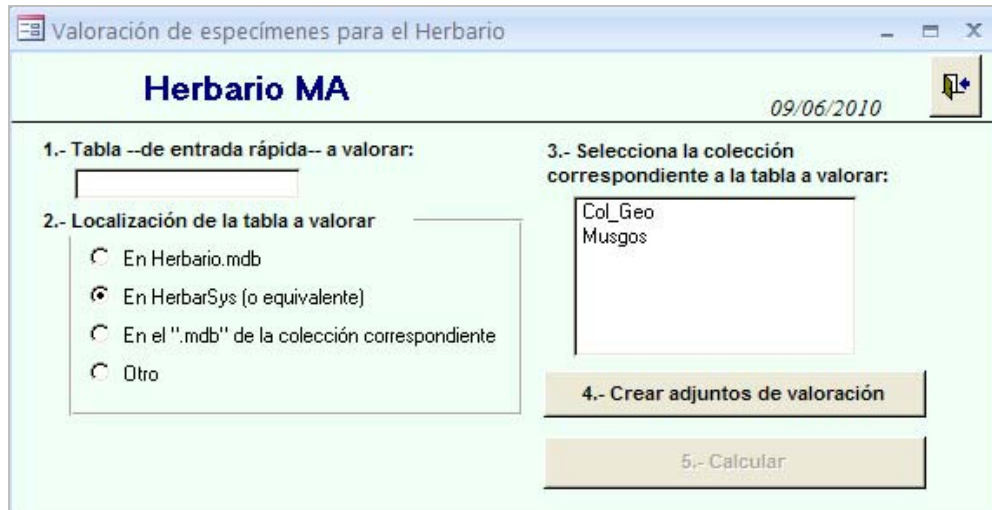 Valoración de especímenes para el Herbario
Herbario MA
09/06/2010
1.- Tabla --de entrada rápida-- a valorar:
2.- Localización de la tabla a valorar
En Herbario.mdb
En HerbarSys (o equivalente)
En el ".mdb" de la colección correspondiente
Otro
3.- Selecciona la colección
correspondiente a la tabla a valorar:
Col_Geo
Musgos
4.- Crear adjuntos de valoración
5.- Calcular